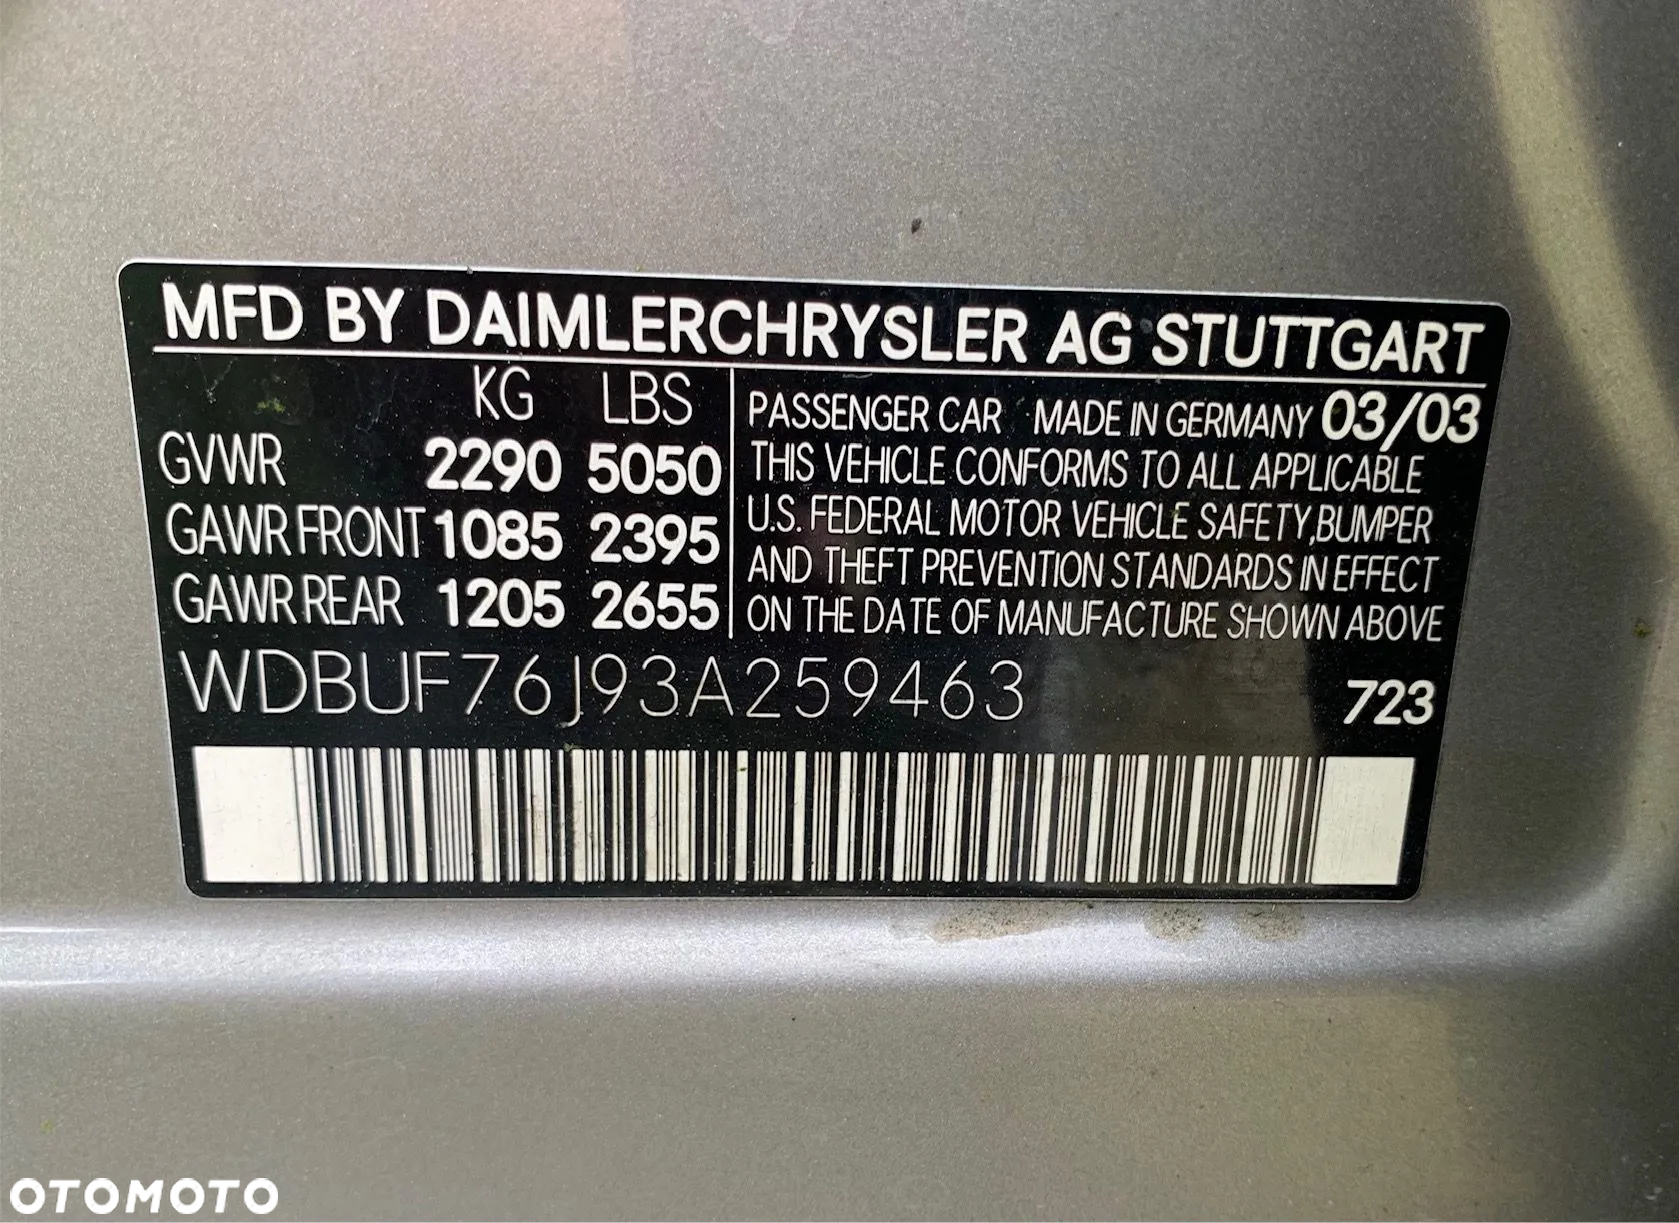 MFD BY DAIMLERCHRYSLER AG STUTTGART
KG LBS
GVWR 2290 5050
GAWR FRONT 1085 2395
GAWR REAR 1205 2655
PASSENGER CAR MADE IN GERMANY 03/03
THIS VEHICLE CONFORMS TO ALL APPLICABLE
U.S. FEDERAL MOTOR VEHICLE SAFETY, BUMPER
AND THEFT PREVENTION STANDARDS IN EFFECT
ON THE DATE OF MANUFACTURE SHOWN ABOVE
WDBUF76J93A259463 723
OTOMOTO